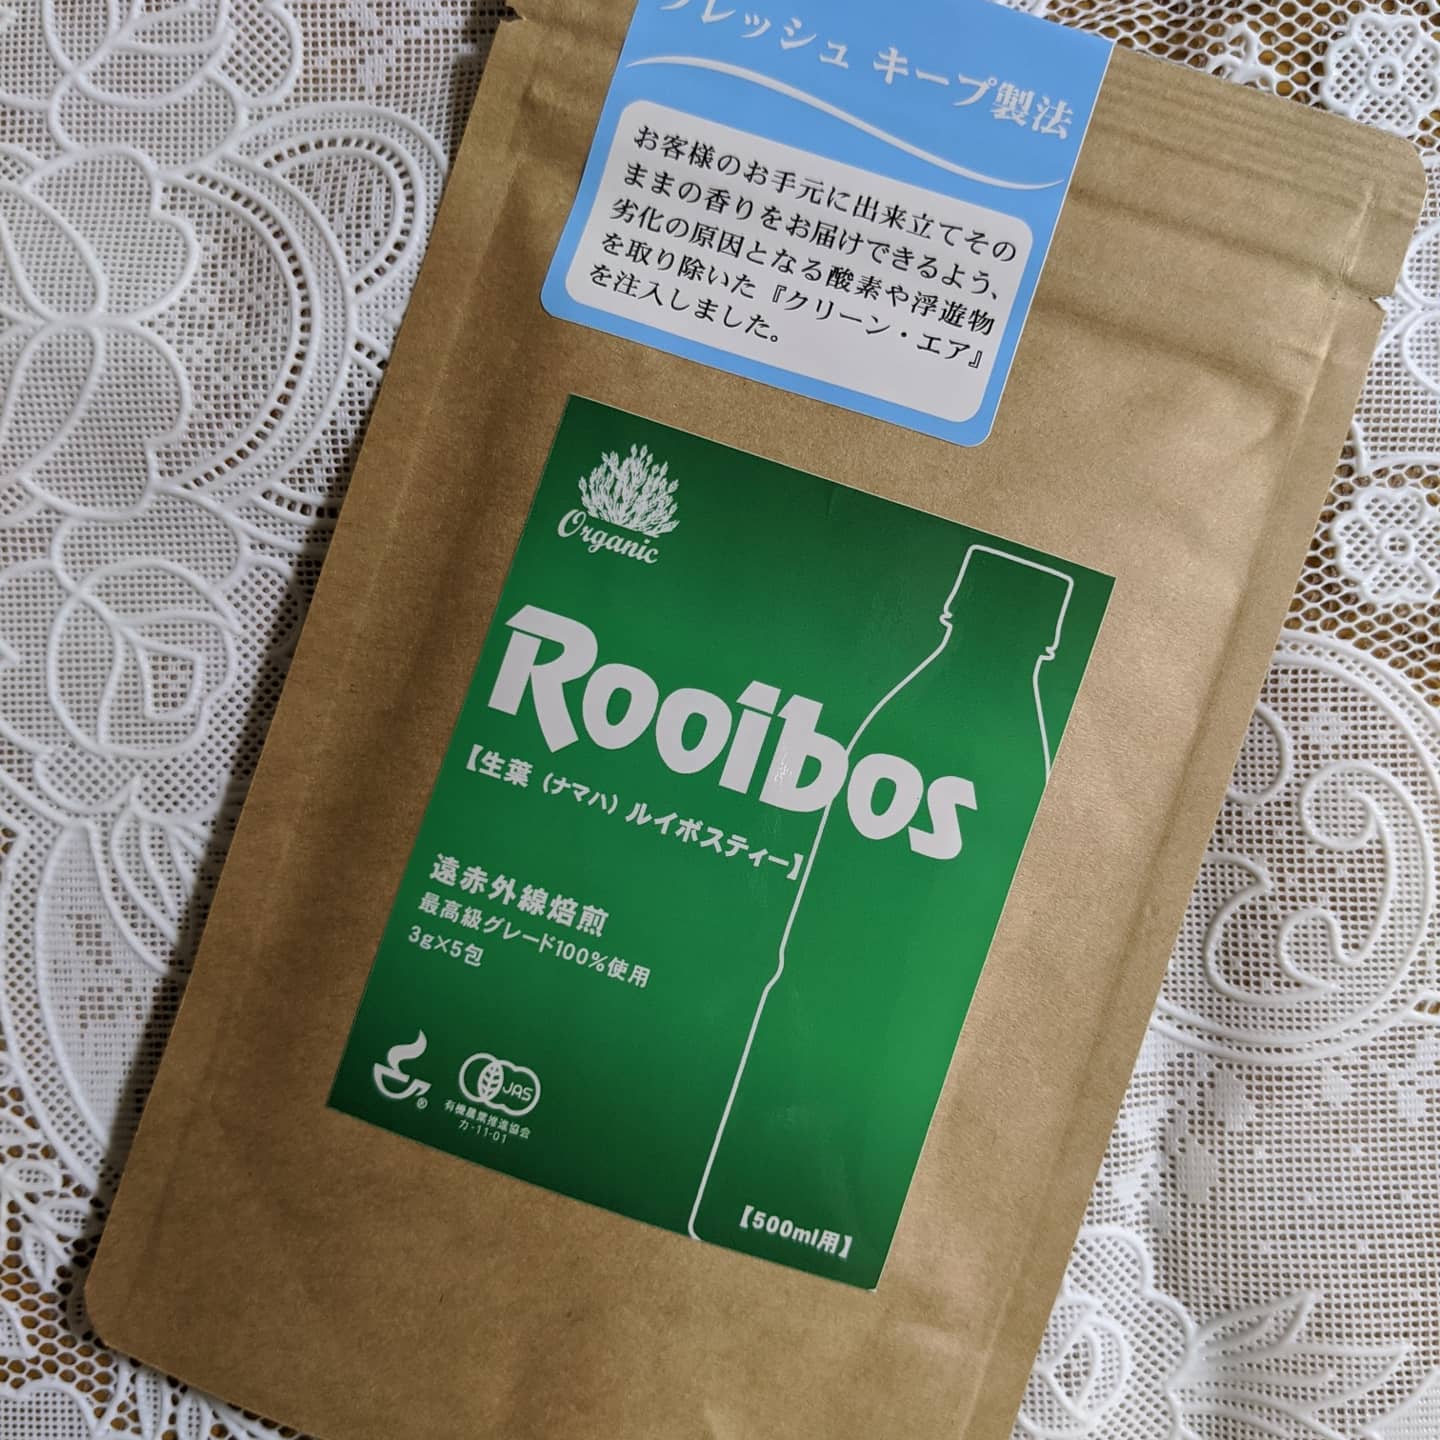 レッシュ キープ製法
お客様のお手元に出来立てその
ままの香りをお届けできるよう、
劣化の原因となる酸素や浮遊物
を取り除いた『クリーン・エア』
を注入しました。
Organic
Rooibos
【生葉（ナマハ）ルイボスティー】
遠赤外線焙煎
最高級グレード100%使用
3g×5包
®
JAS
有機農業推進協会
カ-11-01
【500ml用】